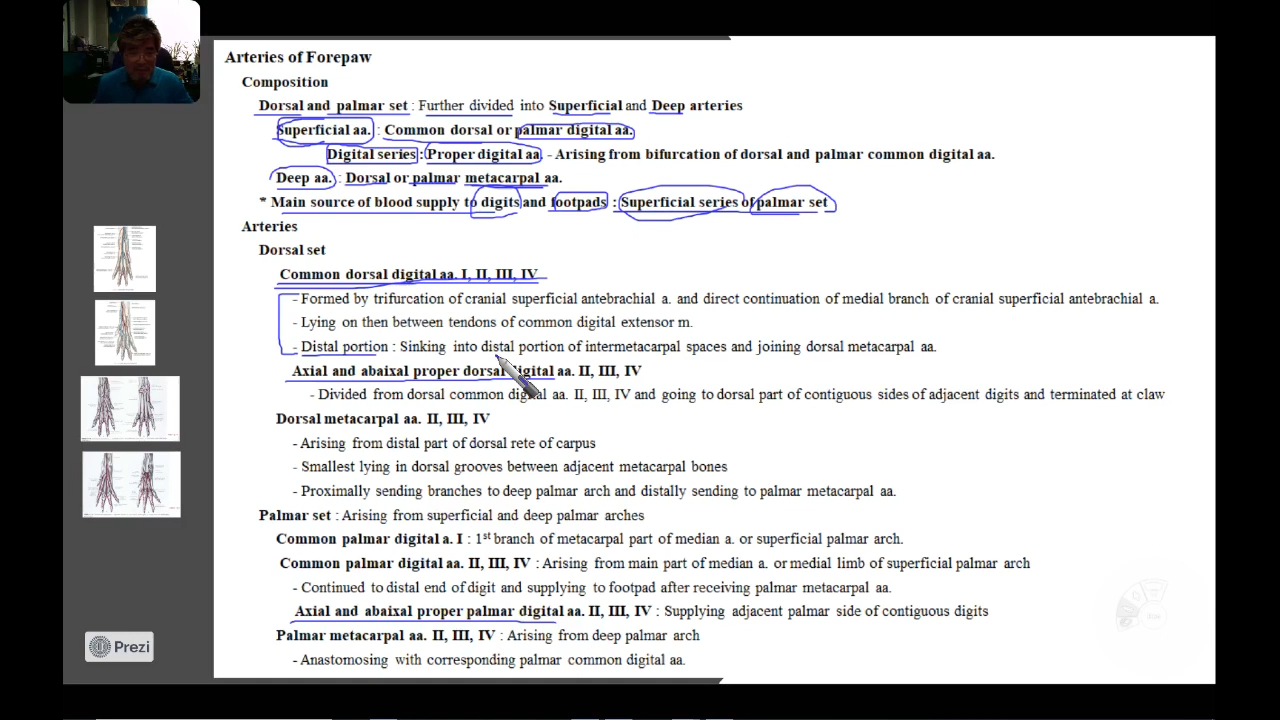 Arteries of Forepaw
Composition
Dorsal and palmar set : Further divided into Superficial and Deep arteries
Superficial aa. : Common dorsal or palmar digital aa.
Digital series : Proper digital aa. - Arising from bifurcation of dorsal and palmar common digital aa.
Deep aa. : Dorsal or palmar metacarpal aa.
* Main source of blood supply to digits and footpads : Superficial series of palmar set
Arteries
Dorsal set
Common dorsal digital aa. I, II, III, IV
- Formed by trifurcation of cranial superficial antebrachial a. and direct continuation of medial branch of cranial superficial antebrachial a.
- Lying on then between tendons of common digital extensor m.
- Distal portion : Sinking into distal portion of intermetacarpal spaces and joining dorsal metacarpal aa.
Axial and abaixal proper dorsal digital aa. II, III, IV
- Divided from dorsal common digital aa. II, III, IV and going to dorsal part of contiguous sides of adjacent digits and terminated at claw
Dorsal metacarpal aa. II, III, IV
- Arising from distal part of dorsal rete of carpus
- Smallest lying in dorsal grooves between adjacent metacarpal bones
- Proximally sending branches to deep palmar arch and distally sending to palmar metacarpal aa.
Palmar set : Arising from superficial and deep palmar arches
Common palmar digital a. I : 1st branch of metacarpal part of median a. or superficial palmar arch.
Common palmar digital aa. II, III, IV : Arising from main part of median a. or medial limb of superficial palmar arch
- Continued to distal end of digit and supplying to footpad after receiving palmar metacarpal aa.
Axial and abaixal proper palmar digital aa. II, III, IV : Supplying adjacent palmar side of contiguous digits
Palmar metacarpal aa. II, III, IV : Arising from deep palmar arch
- Anastomosing with corresponding palmar common digital aa.
Prezi